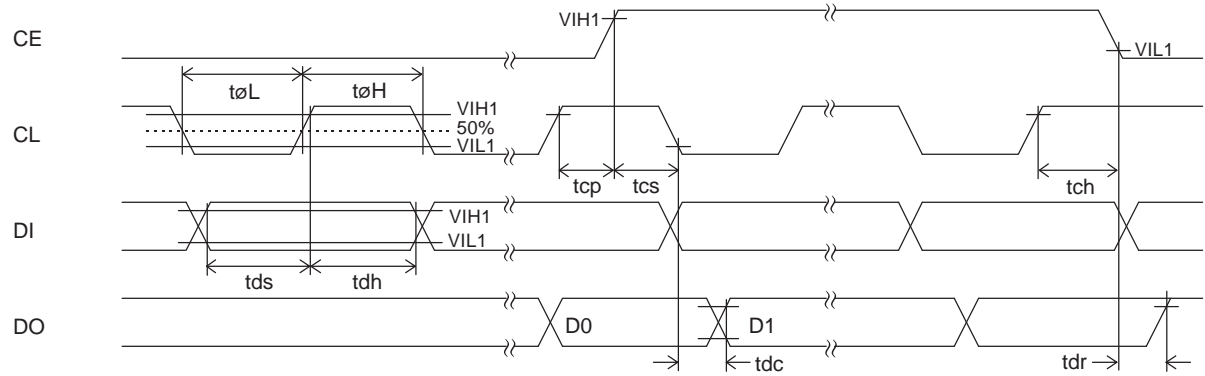 CE
VIH1
VIL1
tøL
tøH
CL
VIH1
50%
VIL1
tcp
tcs
tch
DI
VIH1
VIL1
tds
tdh
DO
D0
D1
tdc
tdr